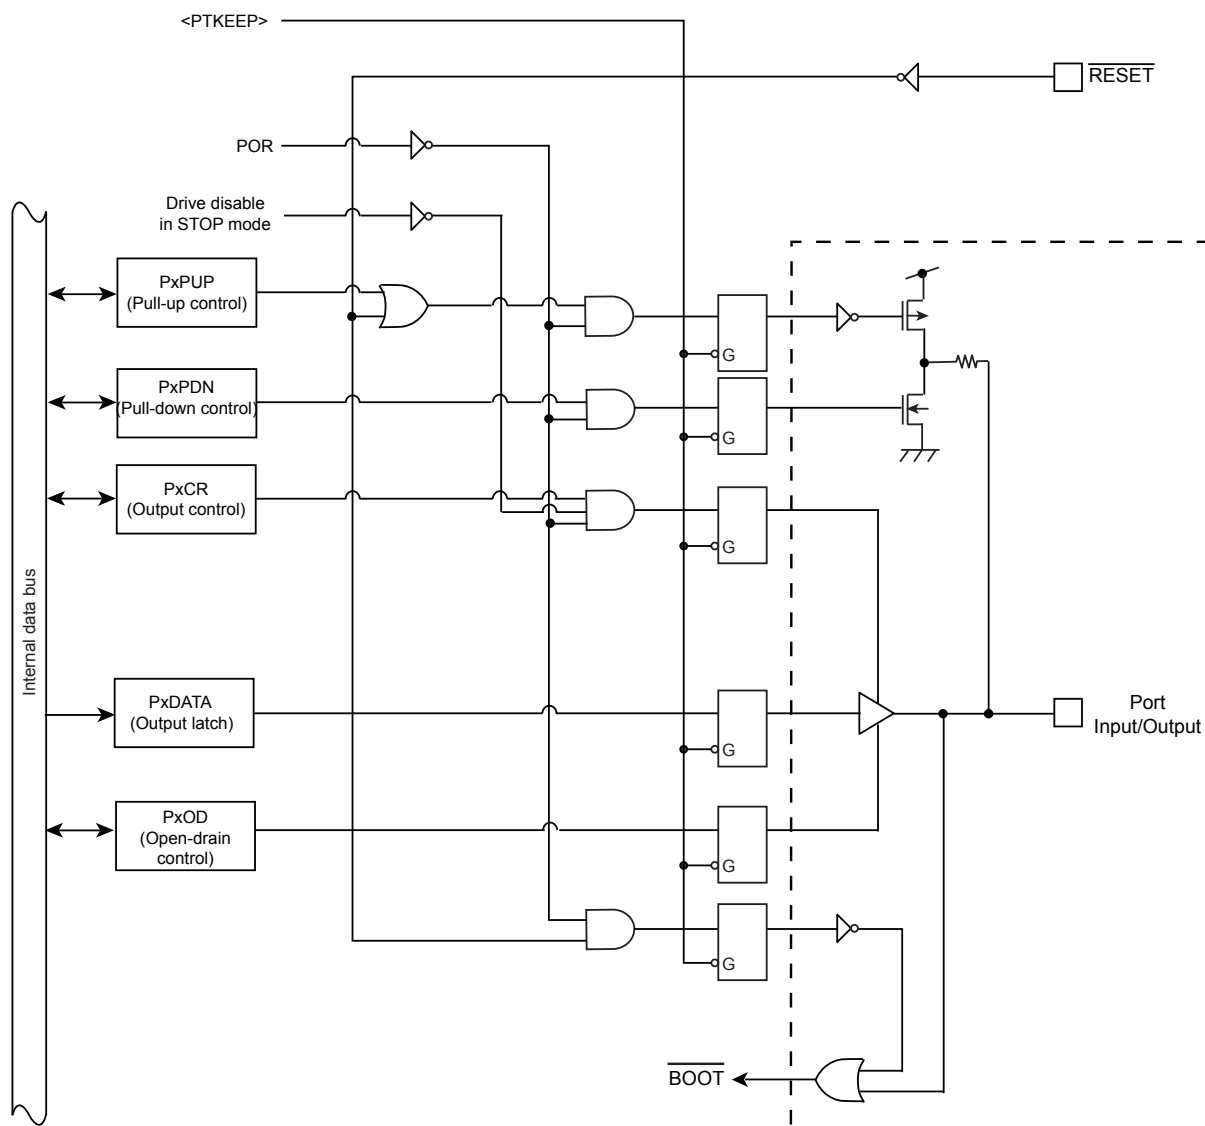 <PTKEEP>
RESET
POR
Drive disable
in STOP mode
PxPUP
(Pull-up control)
G
PxPDN
(Pull-down control)
G
PxCR
(Output control)
G
Internal data bus
PxDATA
(Output latch)
G
Port
Input/Output
PxOD
(Open-drain
control)
G
G
BOOT